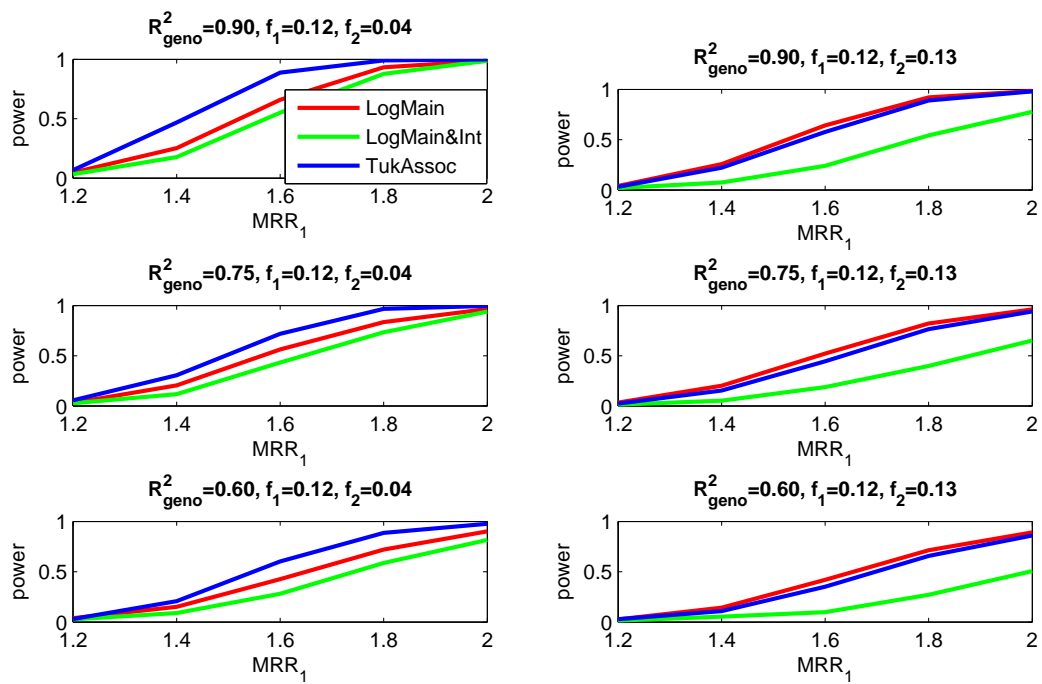 R²geno=0.90, f₁=0.12, f₂=0.04
1
0.5
0
power
1.2 1.4 1.6 1.8 2
MRR₁
LogMain
LogMain&Int
TukAssoc
R²geno=0.90, f₁=0.12, f₂=0.13
1
0.5
0
power
1.2 1.4 1.6 1.8 2
MRR₁
R²geno=0.75, f₁=0.12, f₂=0.04
1
0.5
0
power
1.2 1.4 1.6 1.8 2
MRR₁
R²geno=0.75, f₁=0.12, f₂=0.13
1
0.5
0
power
1.2 1.4 1.6 1.8 2
MRR₁
R²geno=0.60, f₁=0.12, f₂=0.04
1
0.5
0
power
1.2 1.4 1.6 1.8 2
MRR₁
R²geno=0.60, f₁=0.12, f₂=0.13
1
0.5
0
power
1.2 1.4 1.6 1.8 2
MRR₁